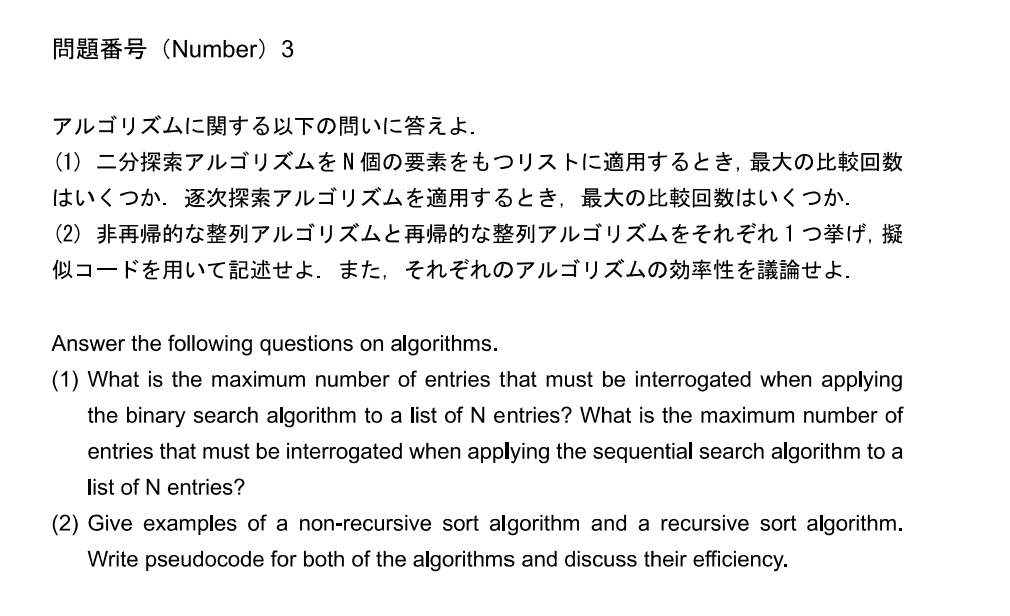 問題番号（Number）3
アルゴリズムに関する以下の問いに答えよ.
(1) 二分探索アルゴリズムをN個の要素をもつリストに適用するとき, 最大の比較回数
はいくつか. 逐次探索アルゴリズムを適用するとき, 最大の比較回数はいくつか.
(2) 非再帰的な整列アルゴリズムと再帰的な整列アルゴリズムをそれぞれ1つ挙げ, 擬
似コードを用いて記述せよ. また, それぞれのアルゴリズムの効率性を議論せよ.
Answer the following questions on algorithms.
(1) What is the maximum number of entries that must be interrogated when applying
the binary search algorithm to a list of N entries? What is the maximum number of
entries that must be interrogated when applying the sequential search algorithm to a
list of N entries?
(2) Give examples of a non-recursive sort algorithm and a recursive sort algorithm.
Write pseudocode for both of the algorithms and discuss their efficiency.